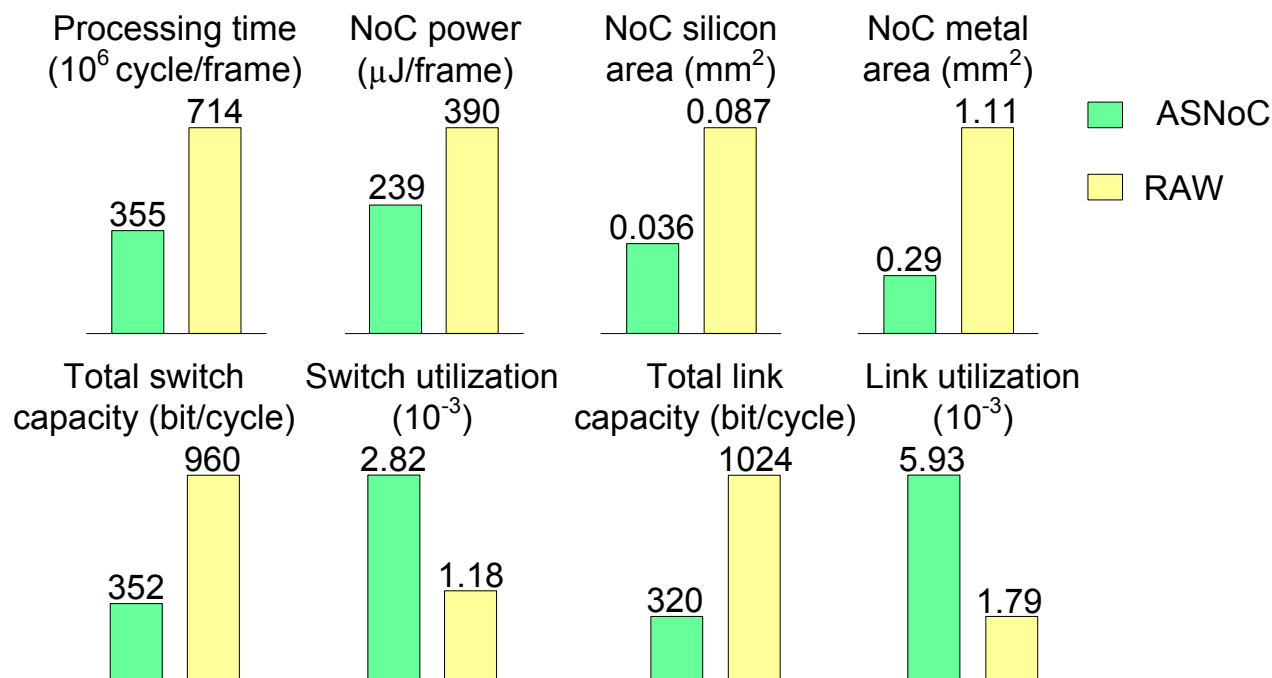 Processing time
(10⁶ cycle/frame)
NoC power
(μJ/frame)
NoC silicon
area (mm²)
NoC metal
area (mm²)
714
355
390
239
0.087
0.036
1.11
0.29
ASNoC
RAW
Total switch
capacity (bit/cycle)
Switch utilization
(10⁻³)
Total link
capacity (bit/cycle)
Link utilization
(10⁻³)
960
352
2.82
1.18
1024
320
5.93
1.79